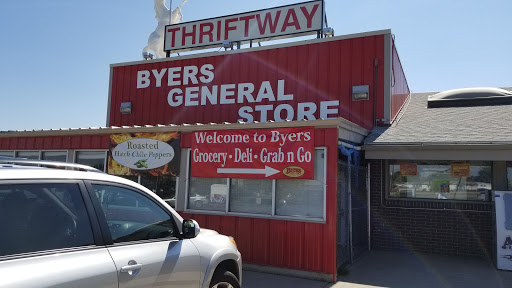 THRIFTWAY
BYERS
GENERAL
STORE
Roasted
Hatch Chile Peppers
Welcome to Byers
Grocery • Deli • Grab n Go